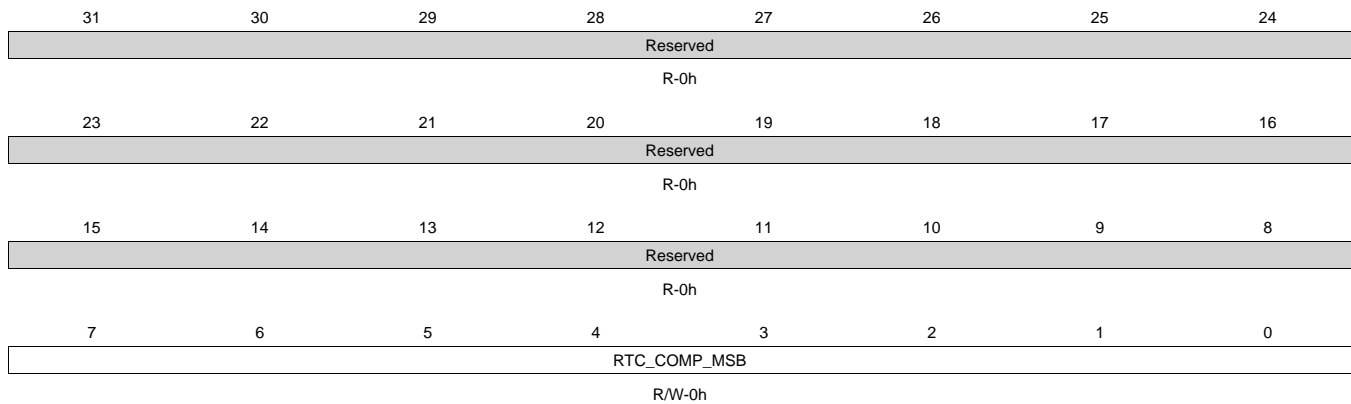 31 30 29 28 27 26 25 24
Reserved
R-0h
23 22 21 20 19 18 17 16
Reserved
R-0h
15 14 13 12 11 10 9 8
Reserved
R-0h
7 6 5 4 3 2 1 0
RTC_COMP_MSB
R/W-0h